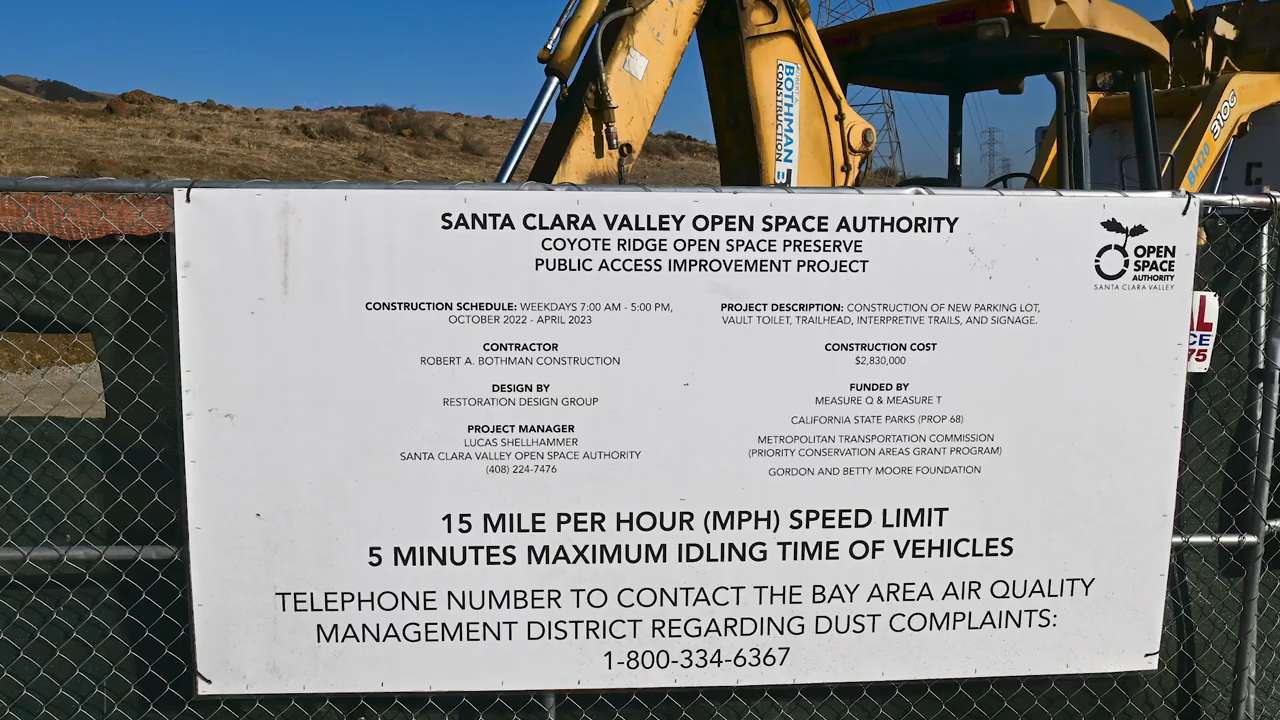 ROBERT A.
BOTHMAN
CONSTRUCTION
310G
BH20
SANTA CLARA VALLEY OPEN SPACE AUTHORITY
COYOTE RIDGE OPEN SPACE PRESERVE
PUBLIC ACCESS IMPROVEMENT PROJECT
OPEN
SPACE
AUTHORITY
SANTA CLARA VALLEY
CONSTRUCTION SCHEDULE: WEEKDAYS 7:00 AM - 5:00 PM,
OCTOBER 2022 - APRIL 2023
CONTRACTOR
ROBERT A. BOTHMAN CONSTRUCTION
DESIGN BY
RESTORATION DESIGN GROUP
PROJECT MANAGER
LUCAS SHELLHAMMER
SANTA CLARA VALLEY OPEN SPACE AUTHORITY
(408) 224-7476
PROJECT DESCRIPTION: CONSTRUCTION OF NEW PARKING LOT,
VAULT TOILET, TRAILHEAD, INTERPRETIVE TRAILS, AND SIGNAGE.
CONSTRUCTION COST
$2,830,000
FUNDED BY
MEASURE Q & MEASURE T
CALIFORNIA STATE PARKS (PROP 68)
METROPOLITAN TRANSPORTATION COMMISSION
(PRIORITY CONSERVATION AREAS GRANT PROGRAM)
GORDON AND BETTY MOORE FOUNDATION
15 MILE PER HOUR (MPH) SPEED LIMIT
5 MINUTES MAXIMUM IDLING TIME OF VEHICLES
TELEPHONE NUMBER TO CONTACT THE BAY AREA AIR QUALITY
MANAGEMENT DISTRICT REGARDING DUST COMPLAINTS:
1-800-334-6367
AL
CE
75